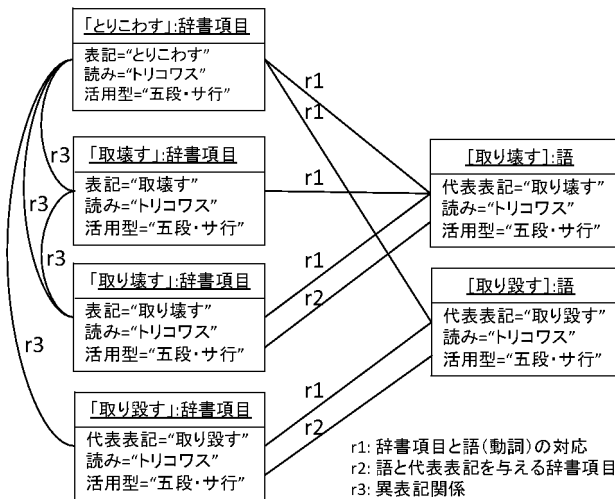 「とりこわす」:辞書項目
表記=“とりこわす”
読み=“トリコワス”
活用型=“五段・サ行”
r1
r1
r3
「取壊す」:辞書項目
表記=“取壊す”
読み=“トリコワス”
活用型=“五段・サ行”
r1
[取り壊す]:語
代表表記=“取り壊す”
読み=“トリコワス”
活用型=“五段・サ行”
r3
r3
「取り壊す」:辞書項目
表記=“取り壊す”
読み=“トリコワス”
活用型=“五段・サ行”
r1
r2
[取り毀す]:語
代表表記=“取り毀す”
読み=“トリコワス”
活用型=“五段・サ行”
r3
「取り毀す」:辞書項目
代表表記=“取り毀す”
読み=“トリコワス”
活用型=“五段・サ行”
r1
r2
r1: 辞書項目と語(動詞)の対応
r2: 語と代表表記を与える辞書項目
r3: 異表記関係